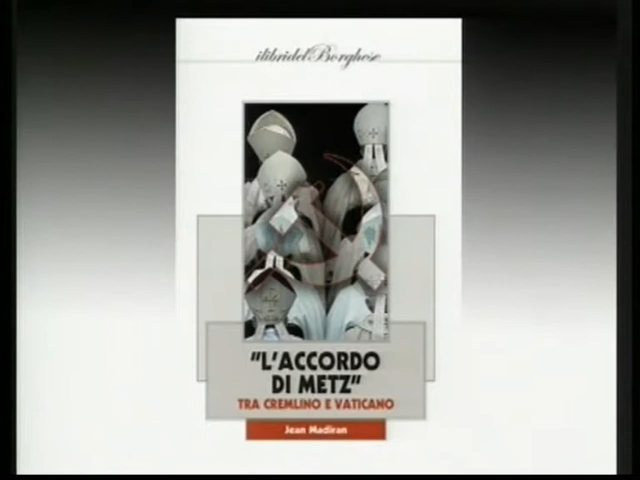 ilibridelBorghese
"L'ACCORDO
DI METZ"
TRA CREMLINO E VATICANO
Jean Madiran